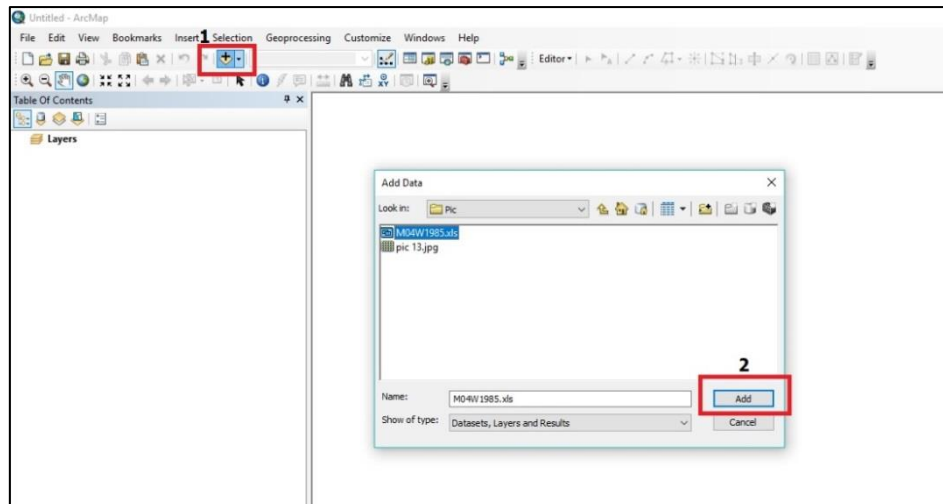 Untitled - ArcMap
File Edit View Bookmarks Insert Selection Geoprocessing Customize Windows Help
1
Editor
Table Of Contents
Layers
Add Data
Look in: Pic
M04W1985.xls
pic 13.jpg
2
Name: M04W1985.xls Add
Show of type: Datasets, Layers and Results Cancel